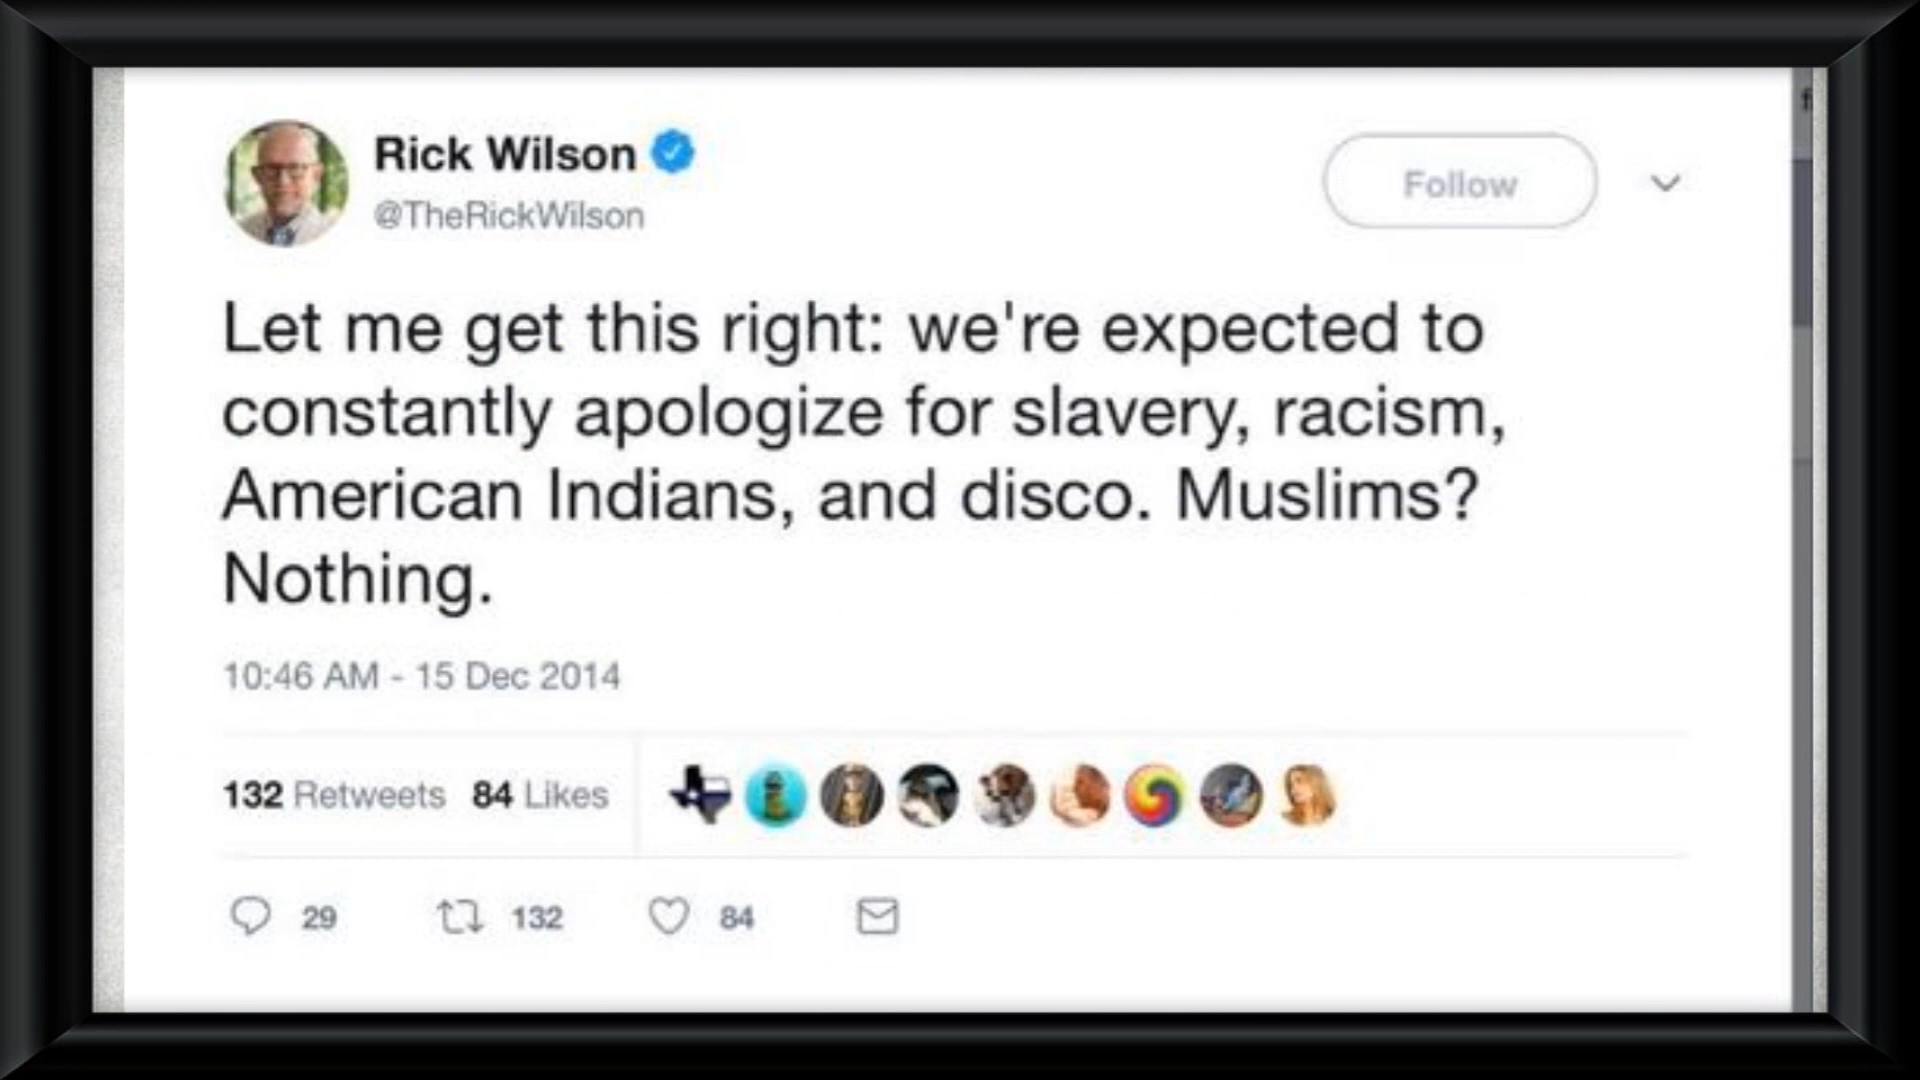 Rick Wilson
@TheRickWilson
Follow
Let me get this right: we're expected to
constantly apologize for slavery, racism,
American Indians, and disco. Muslims?
Nothing.
10:46 AM - 15 Dec 2014
132 Retweets 84 Likes
29 132 84